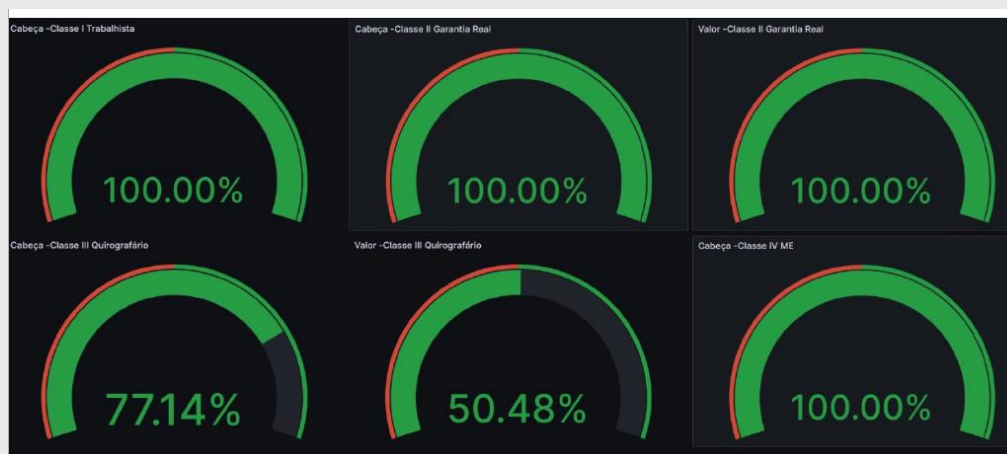 Cabeça -Classe I Trabalhista
100.00%
Cabeça -Classe II Garantia Real
100.00%
Valor -Classe II Garantia Real
100.00%
Cabeça -Classe III Quirografário
77.14%
Valor -Classe III Quirografário
50.48%
Cabeça -Classe IV ME
100.00%